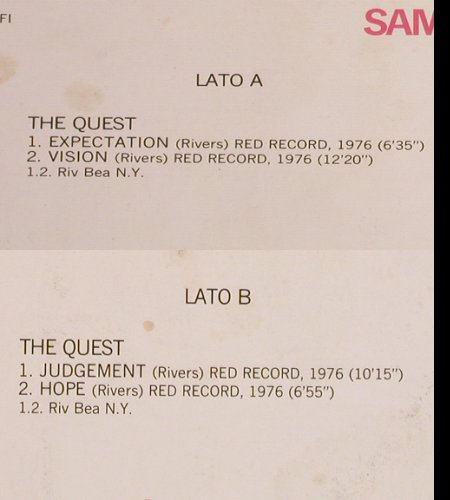 FI
SAM
LATO A
THE QUEST
1. EXPECTATION (Rivers) RED RECORD, 1976 (6'35")
2. VISION (Rivers) RED RECORD, 1976 (12'20")
1.2. Riv Bea N.Y.
LATO B
THE QUEST
1. JUDGEMENT (Rivers) RED RECORD, 1976 (10'15")
2. HOPE (Rivers) RED RECORD, 1976 (6'55")
1.2. Riv Bea N.Y.